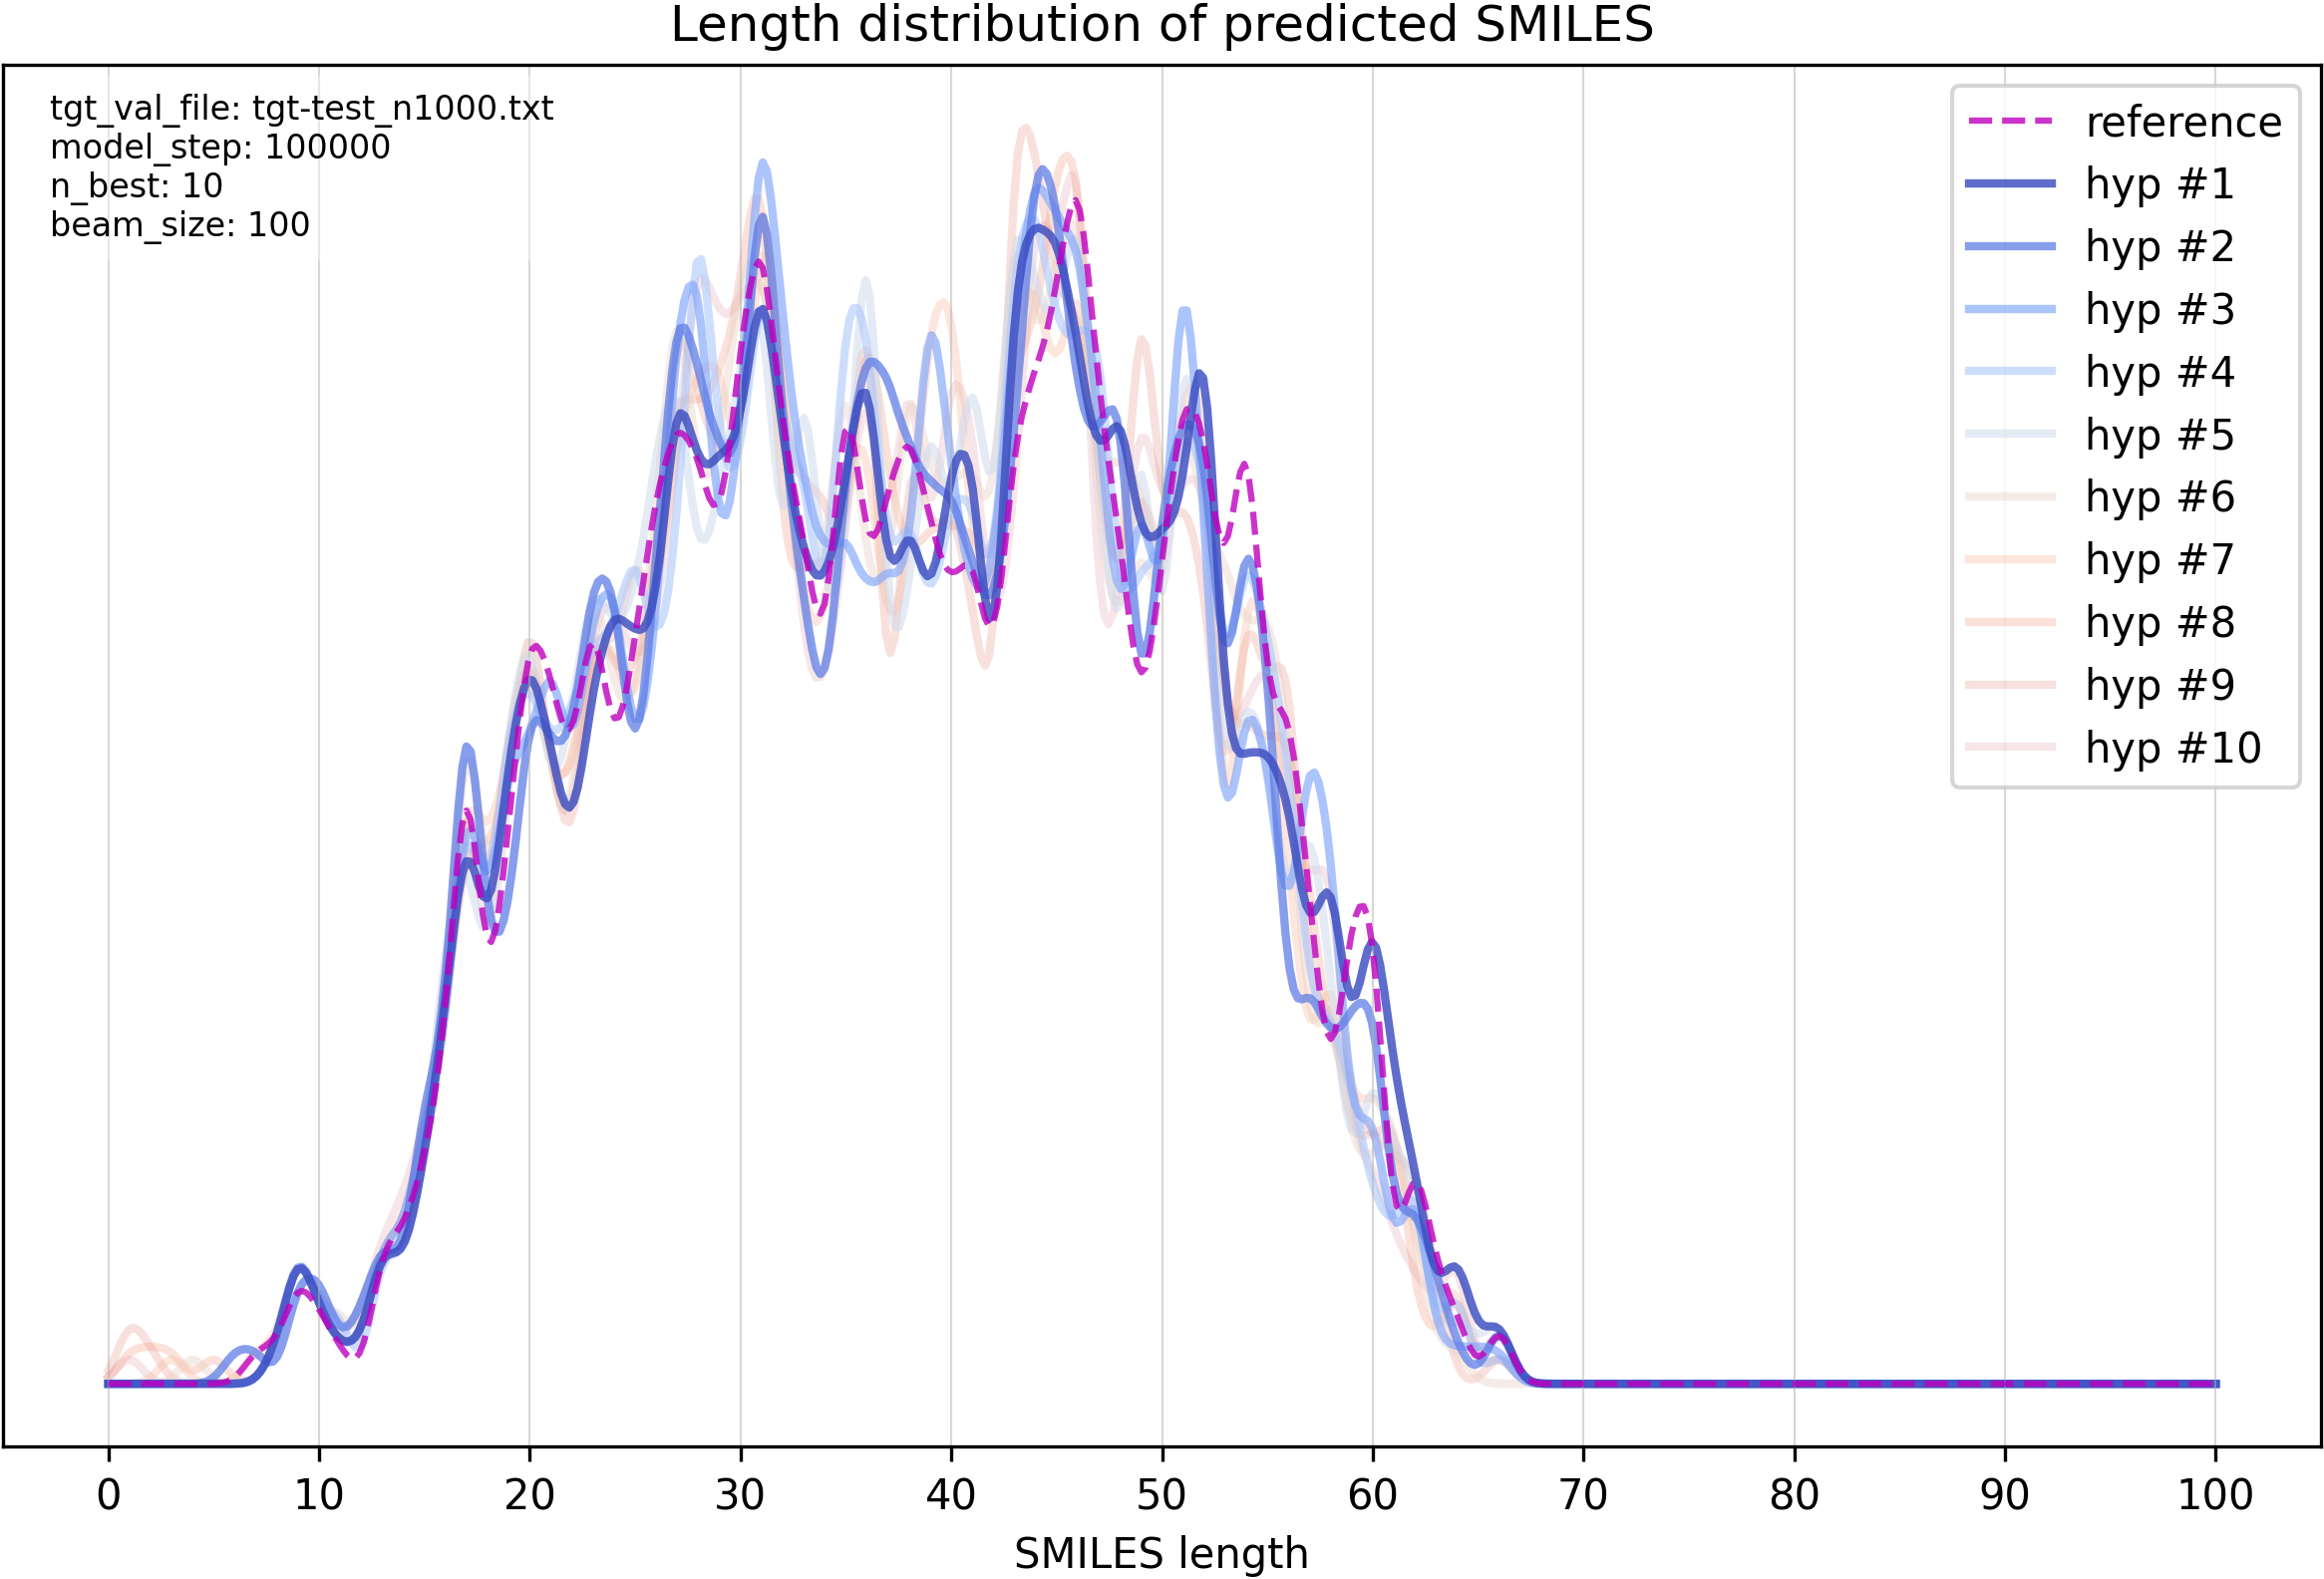 Length distribution of predicted SMILES
tgt_val_file: tgt-test_n1000.txt
model_step: 100000
n_best: 10
beam_size: 100
reference
hyp #1
hyp #2
hyp #3
hyp #4
hyp #5
hyp #6
hyp #7
hyp #8
hyp #9
hyp #10
0 10 20 30 40 50 60 70 80 90 100
SMILES length